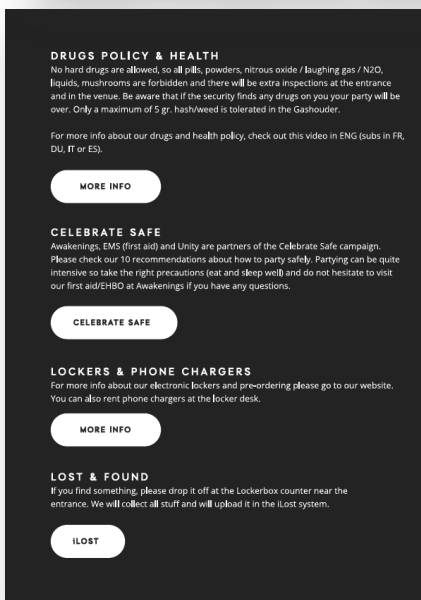 DRUGS POLICY & HEALTH
No hard drugs are allowed, so all pills, powders, nitrous oxide / laughing gas / N2O,
liquids, mushrooms are forbidden and there will be extra inspections at the entrance
and in the venue. Be aware that if the security finds any drugs on you your party will be
over. Only a maximum of 5 gr. hash/weed is tolerated in the Gashouder.
For more info about our drugs and health policy, check out this video in ENG (subs in FR,
DU, IT or ES).
MORE INFO
CELEBRATE SAFE
Awakenings, EMS (first aid) and Unity are partners of the Celebrate Safe campaign.
Please check our 10 recommendations about how to party safely. Partying can be quite
intensive so take the right precautions (eat and sleep well) and do not hesitate to visit
our first aid/EHBO at Awakenings if you have any questions.
CELEBRATE SAFE
LOCKERS & PHONE CHARGERS
For more info about our electronic lockers and pre-ordering please go to our website.
You can also rent phone chargers at the locker desk.
MORE INFO
LOST & FOUND
If you find something, please drop it off at the Lockerbox counter near the
entrance. We will collect all stuff and will upload it in the iLost system.
iLOST